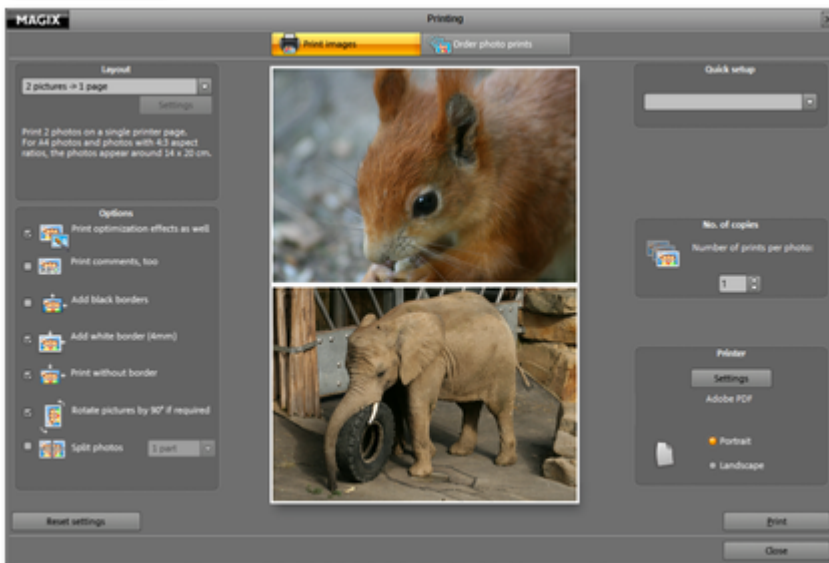 MAGIX
Printing
Print images
Order photo prints
Layout
2 pictures -> 1 page
Settings
Print 2 photos on a single printer page.
For A4 photos and photos with 4:3 aspect
ratios, the photos appear around 14 x 20 cm.
Options
Print optimization effects as well
Print comments, too
Add black borders
Add white border (4mm)
Print without border
Rotate pictures by 90° if required
Split photos
1 part
Reset settings
Quick setup
No. of copies
Number of prints per photo:
1
Printer
Settings
Adobe PDF
Portrait
Landscape
Print
Close